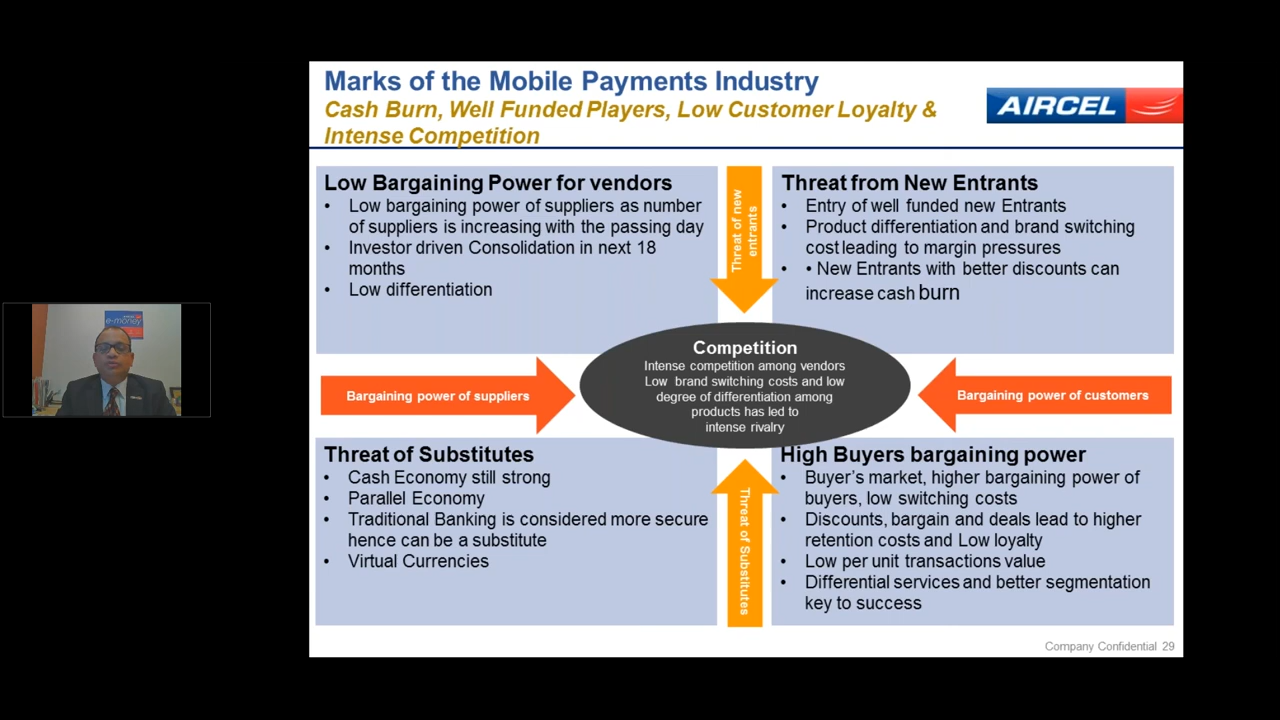 Marks of the Mobile Payments Industry
Cash Burn, Well Funded Players, Low Customer Loyalty &
Intense Competition
AIRCEL
Low Bargaining Power for vendors
• Low bargaining power of suppliers as number
of suppliers is increasing with the passing day
• Investor driven Consolidation in next 18
months
• Low differentiation
Threat of new
entrants
Threat from New Entrants
• Entry of well funded new Entrants
• Product differentiation and brand switching
cost leading to margin pressures
• • New Entrants with better discounts can
increase cash burn
Bargaining power of suppliers
Competition
Intense competition among vendors
Low brand switching costs and low
degree of differentiation among
products has led to
intense rivalry
Bargaining power of customers
Threat of Substitutes
• Cash Economy still strong
• Parallel Economy
• Traditional Banking is considered more secure
hence can be a substitute
• Virtual Currencies
Threat of Substitutes
High Buyers bargaining power
• Buyer's market, higher bargaining power of
buyers, low switching costs
• Discounts, bargain and deals lead to higher
retention costs and Low loyalty
• Low per unit transactions value
• Differential services and better segmentation
key to success
Company Confidential 29
e-money